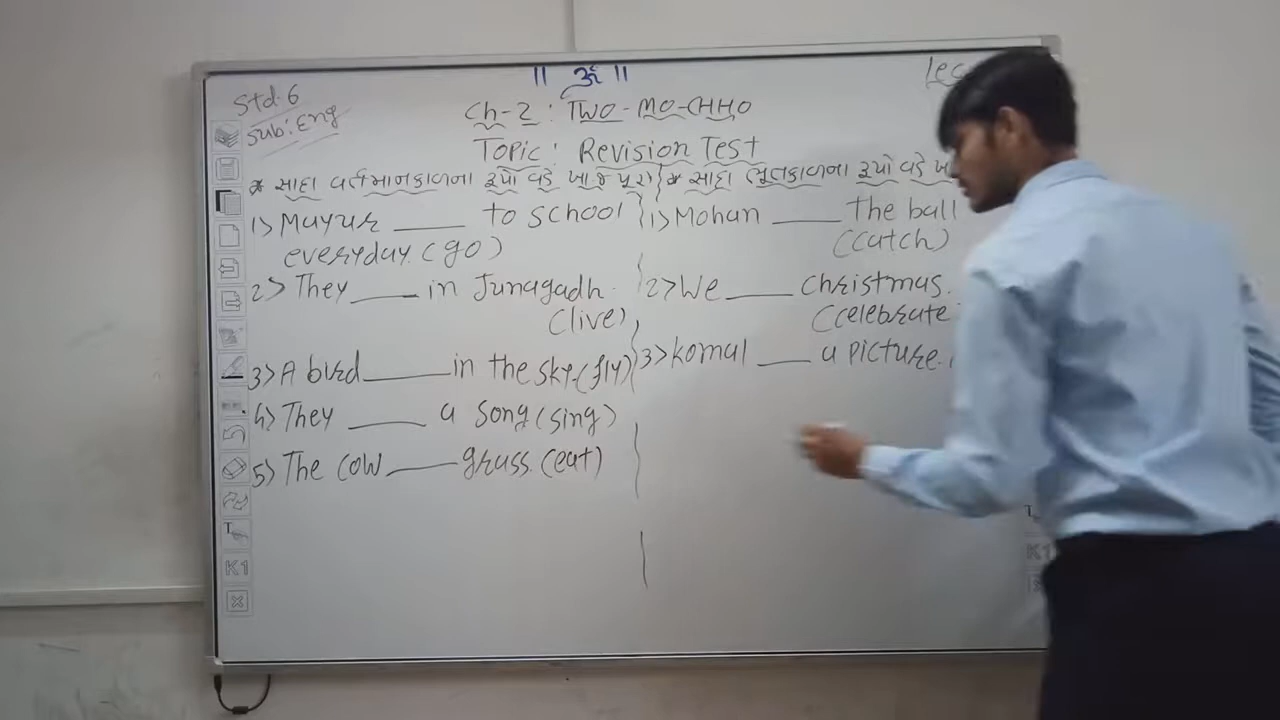 || ૐ ||
Std. 6
Sub: Eng
Ch-2 : TWO-MO-CHHO
Topic : Revision Test
* સાદા વર્તમાનકાળના રૂપો વડે ખા.જ પૂરો
1> Mayur ____ to school
everyday. (go)
2> They ____ in Junagadh.
(live)
3> A bird ____ in the sky. (fly)
4> They ____ a song (sing)
5> The cow ____ grass. (eat)
* સાદા ભૂતકાળના રૂપો વડે
1> Mohan ____ the ball
(catch)
2> We ____ christmas.
(celebrate
3> komal ____ a picture.
T
K1
T
K1